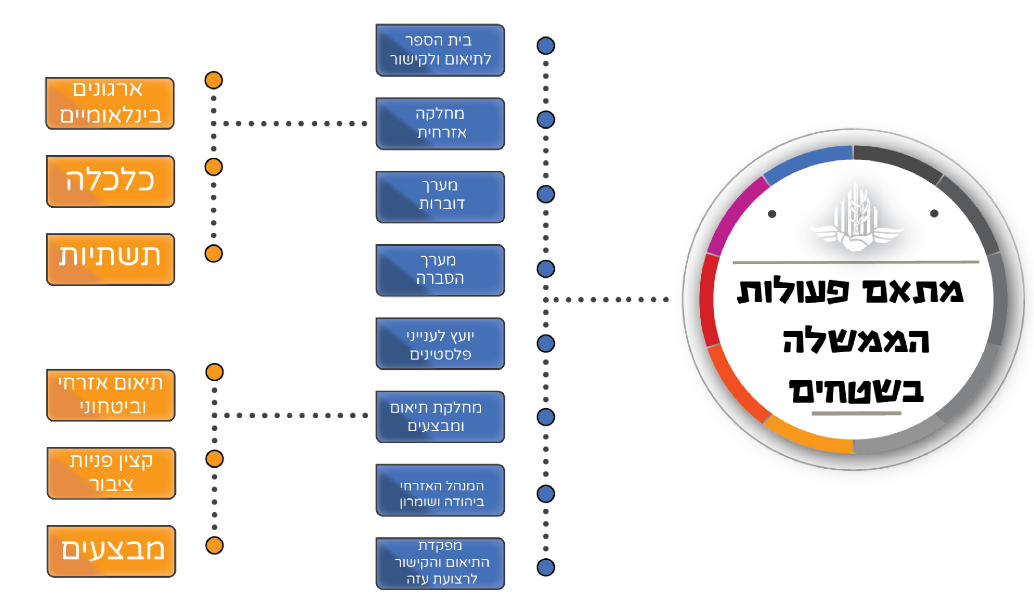 מתאם פעולות
הממשלה
בשטחים
בית הספר
לתיאום ולקישור
מחלקה
אזרחית
מערך
דוברות
מערך
הסברה
יועץ לענייני
פלסטינים
מחלקת תיאום
ומבצעים
המנהל האזרחי
ביהודה ושומרון
מפקדת
התיאום והקישור
לרצועת עזה
ארגונים
בינלאומיים
כלכלה
תשתיות
תיאום אזרחי
וביטחוני
קצין פניות
ציבור
מבצעים